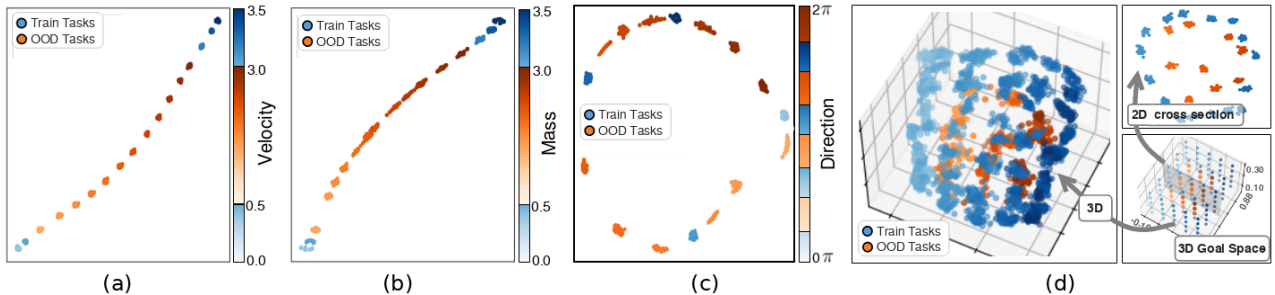 Train Tasks
OOD Tasks
3.5
3.0
0.5
0.0
Velocity
(a)
Train Tasks
OOD Tasks
3.5
3.0
0.5
0.0
Mass
(b)
Train Tasks
OOD Tasks
2π
0π
Direction
(c)
Train Tasks
OOD Tasks
3D
2D cross section
0.30
0.10
0.88
3D Goal Space
(d)